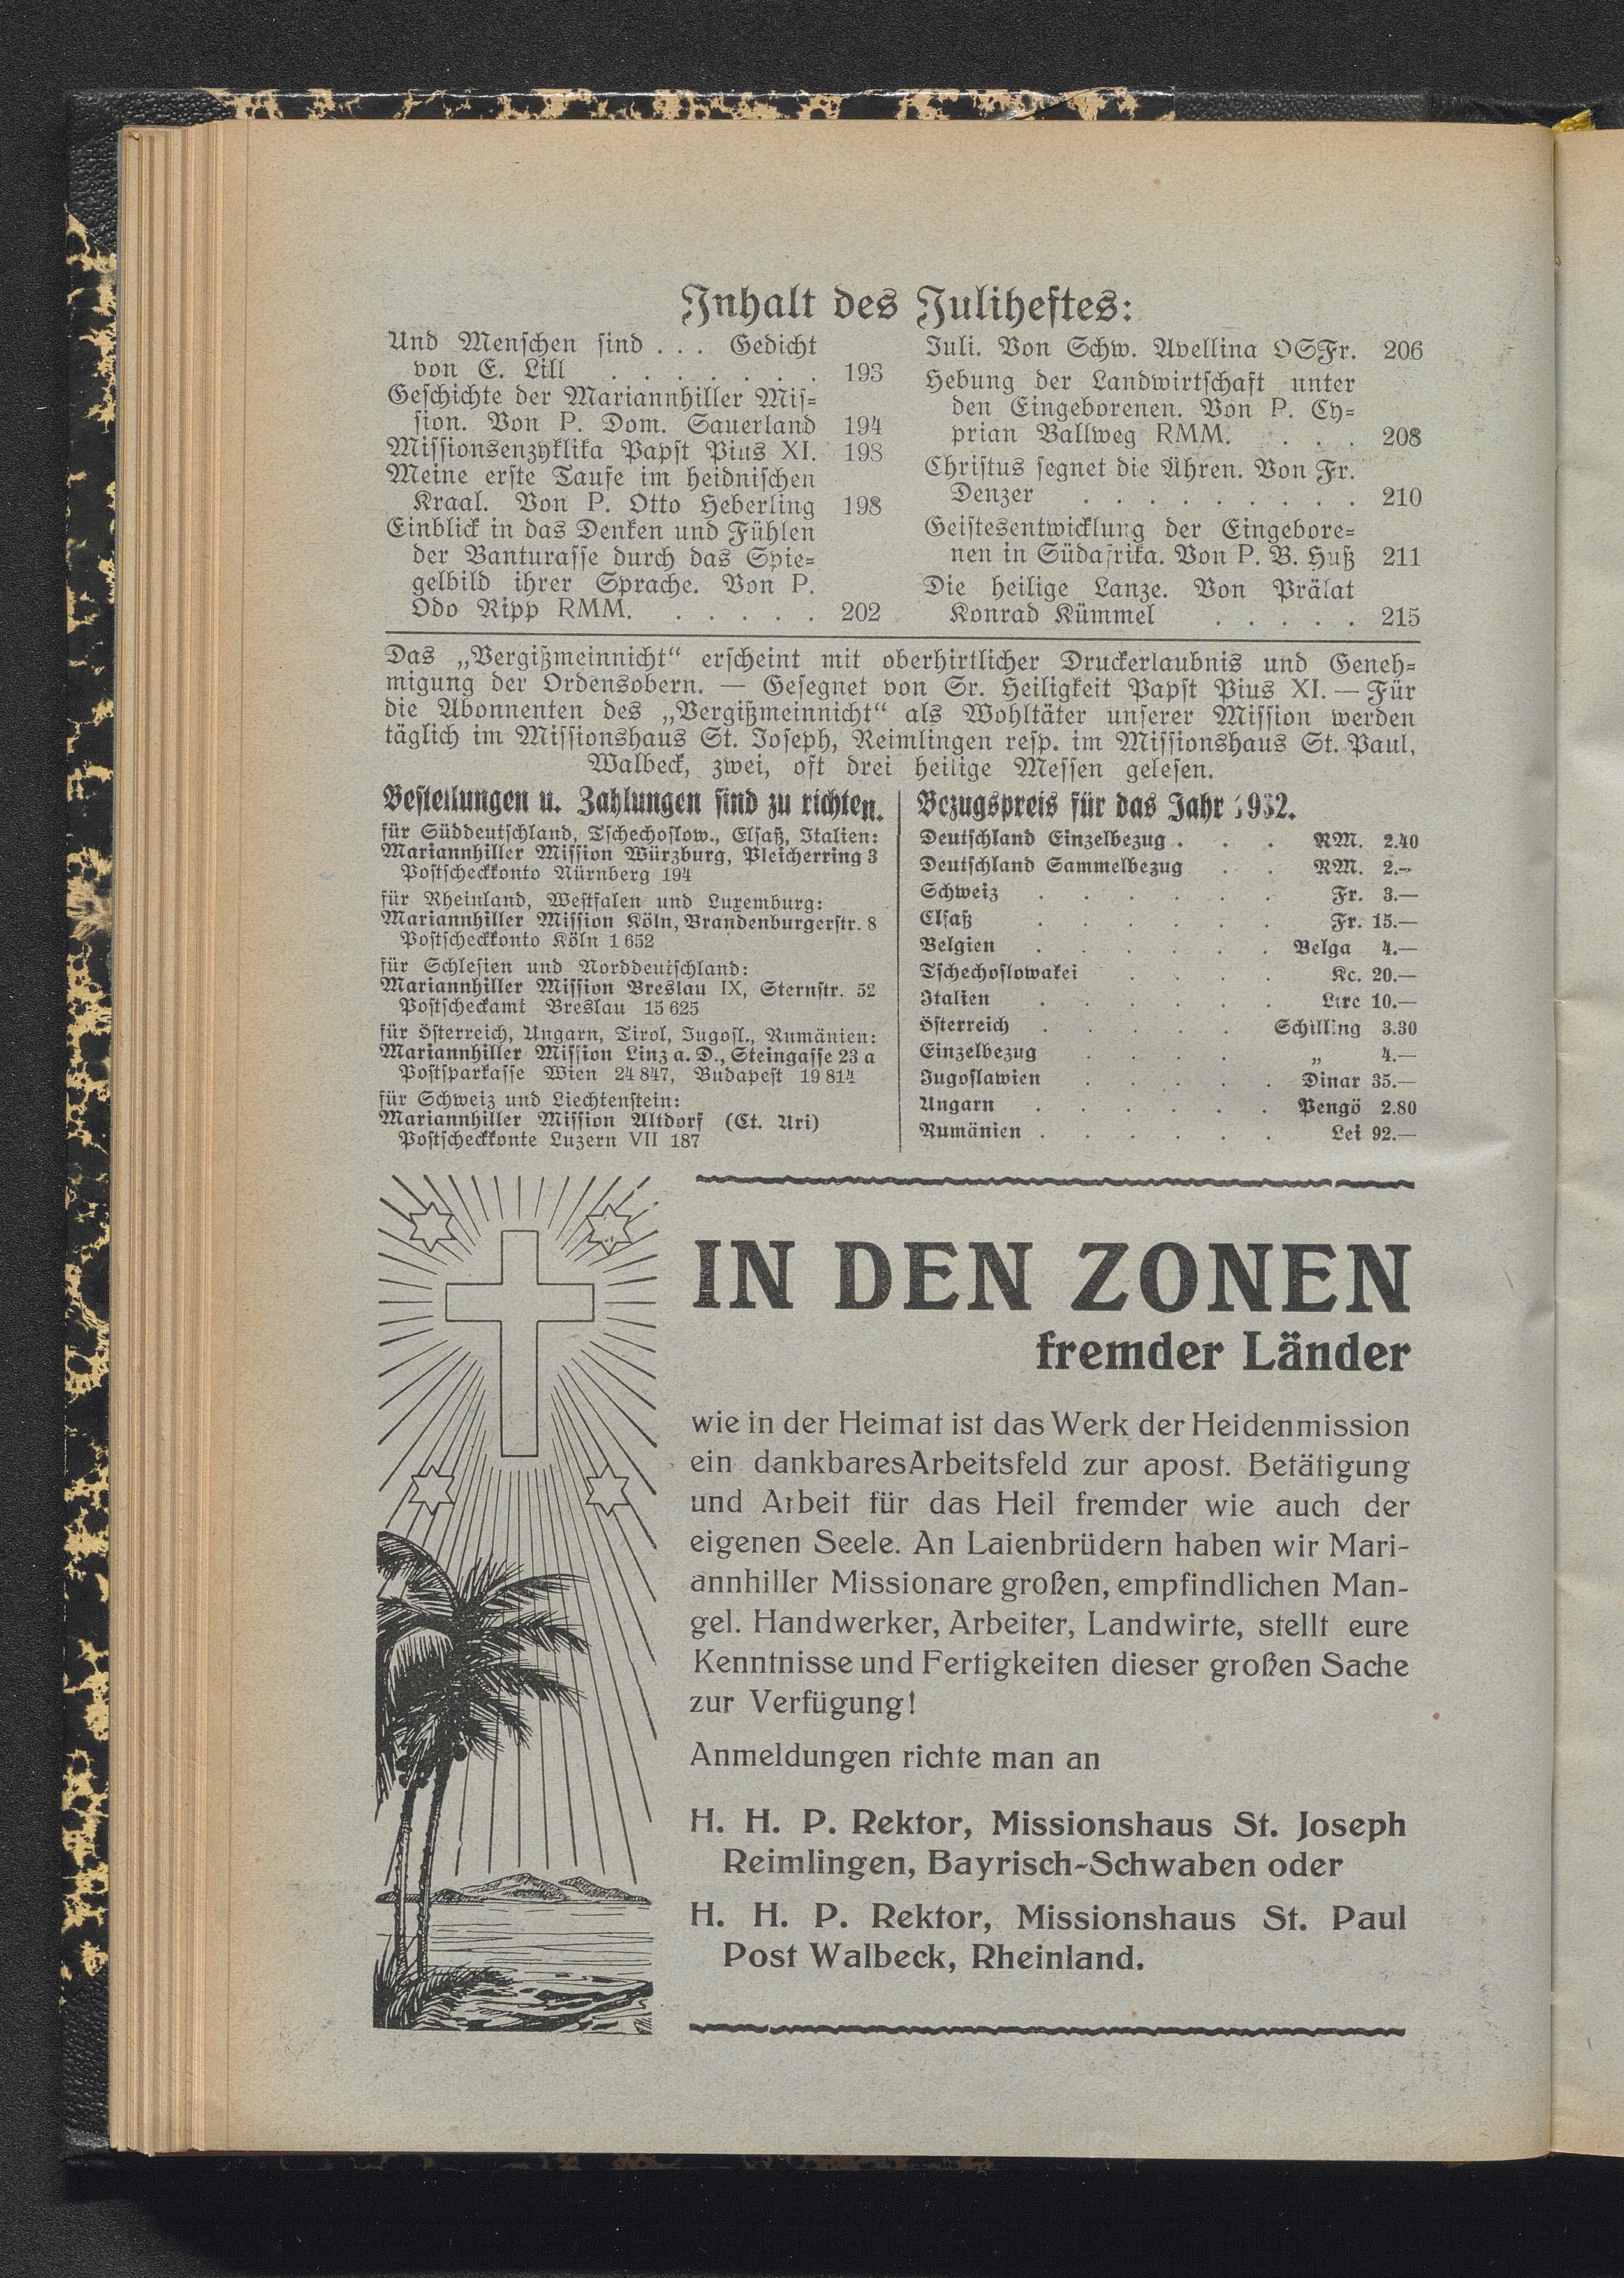 Inhalt des Juliheftes:
Und Menschen sind . . . Gedicht
von E. Lill . . . . . . . 193
Geschichte der Mariannhiller Mis-
sion. Von P. Dom. Sauerland 194
Missionsenzyklika Papst Pius XI. 198
Meine erste Taufe im heidnischen
Kraal. Von P. Otto Heberling 198
Einblick in das Denken und Fühlen
der Banturasse durch das Spie-
gelbild ihrer Sprache. Von P.
Odo Ripp RMM. . . . . . 202
Juli. Von Schw. Avellina OSFr. 206
Hebung der Landwirtschaft unter
den Eingeborenen. Von P. Cy-
prian Ballweg RMM. . . . 208
Christus segnet die Ähren. Von Fr.
Denzer . . . . . . . . . 210
Geistesentwicklung der Eingebore-
nen in Südafrika. Von P. B. Huß 211
Die heilige Lanze. Von Prälat
Konrad Kümmel . . . . . 215
Das „Vergißmeinnicht“ erscheint mit oberhirtlicher Druckerlaubnis und Geneh-
migung der Ordensobern. — Gesegnet von Sr. Heiligkeit Papst Pius XI. — Für
die Abonnenten des „Vergißmeinnicht“ als Wohltäter unserer Mission werden
täglich im Missionshaus St. Joseph, Reimlingen resp. im Missionshaus St. Paul,
Walbeck, zwei, oft drei heilige Messen gelesen.
Bestellungen u. Zahlungen sind zu richten.
für Süddeutschland, Tschechoslow., Elsaß, Italien:
Mariannhiller Mission Würzburg, Pleicherring 3
Postscheckkonto Nürnberg 194
für Rheinland, Westfalen und Luxemburg:
Mariannhiller Mission Köln, Brandenburgerstr. 8
Postscheckkonto Köln 1 652
für Schlesien und Norddeutschland:
Mariannhiller Mission Breslau IX, Sternstr. 52
Postscheckamt Breslau 15 625
für Österreich, Ungarn, Tirol, Jugosl., Rumänien:
Mariannhiller Mission Linz a. D., Steingasse 23 a
Postsparkasse Wien 24 847, Budapest 19 814
für Schweiz und Liechtenstein:
Mariannhiller Mission Altdorf (Ct. Uri)
Postscheckkonte Luzern VII 187
Bezugspreis für das Jahr 1932.
Deutschland Einzelbezug . . . RM. 2.40
Deutschland Sammelbezug . . RM. 2.—
Schweiz . . . . . . Fr. 3.—
Elsaß . . . . . . Fr. 15.—
Belgien . . . . . . Belga 4.—
Tschechoslowakei . . . . Kc. 20.—
Italien . . . . . . Lire 10.—
Österreich . . . . . Schilling 3.30
Einzelbezug . . . . „ 4.—
Jugoslawien . . . . . Dinar 35.—
Ungarn . . . . . . Pengö 2.80
Rumänien . . . . . . Lei 92.—
IN DEN ZONEN
fremder Länder
wie in der Heimat ist das Werk der Heidenmission
ein dankbaresArbeitsfeld zur apost. Betätigung
und Arbeit für das Heil fremder wie auch der
eigenen Seele. An Laienbrüdern haben wir Mari-
annhiller Missionare großen, empfindlichen Man-
gel. Handwerker, Arbeiter, Landwirte, stellt eure
Kenntnisse und Fertigkeiten dieser großen Sache
zur Verfügung!
Anmeldungen richte man an
H. H. P. Rektor, Missionshaus St. Joseph
Reimlingen, Bayrisch-Schwaben oder
H. H. P. Rektor, Missionshaus St. Paul
Post Walbeck, Rheinland.